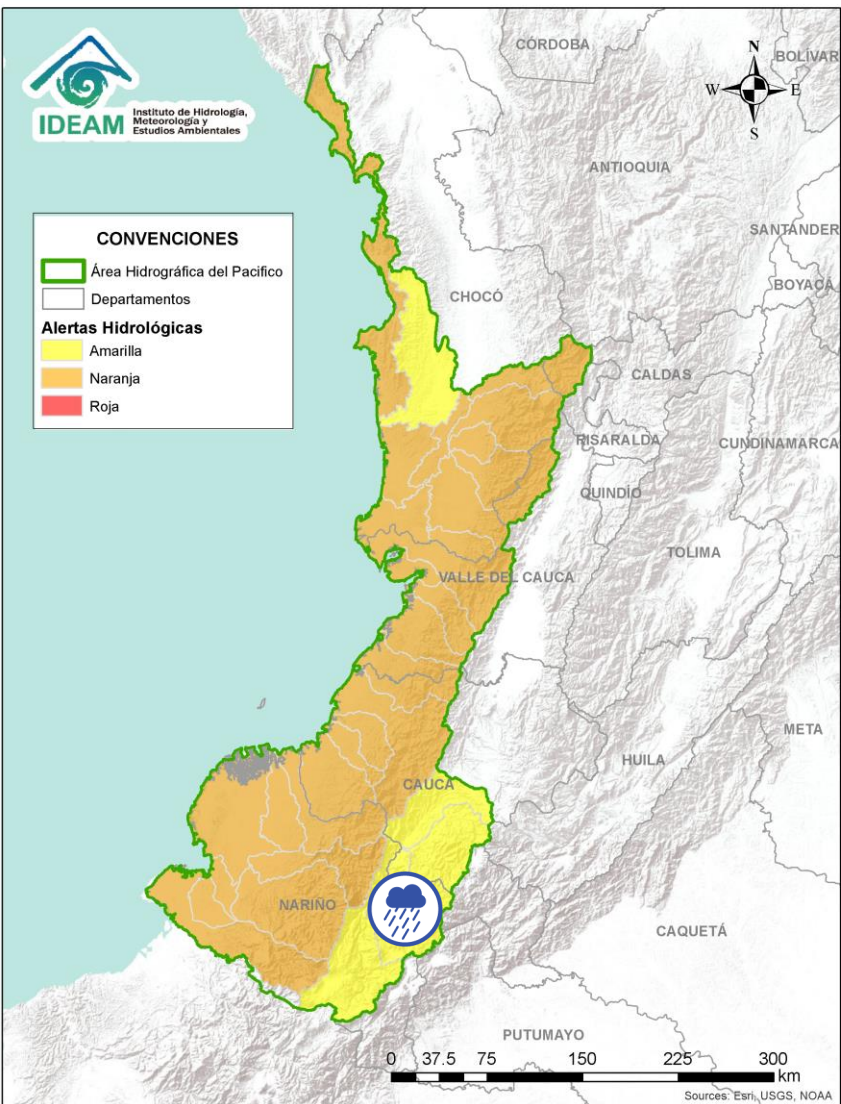 IDEAM
Instituto de Hidrología,
Meteorología y
Estudios Ambientales
CÓRDOBA
BOLÍVAR
N
W
E
S
ANTIOQUIA
SANTANDER
BOYACÁ
CONVENCIONES
Área Hidrográfica del Pacifico
Departamentos
Alertas Hidrológicas
Amarilla
Naranja
Roja
CHOCÓ
CALDAS
RISARALDA
CUNDINAMARCA
QUINDÍO
TOLIMA
VALLE DEL CAUCA
META
HUILA
CAUCA
NARIÑO
CAQUETÁ
PUTUMAYO
0 37.5 75 150 225 300
km
Sources: Esri, USGS, NOAA